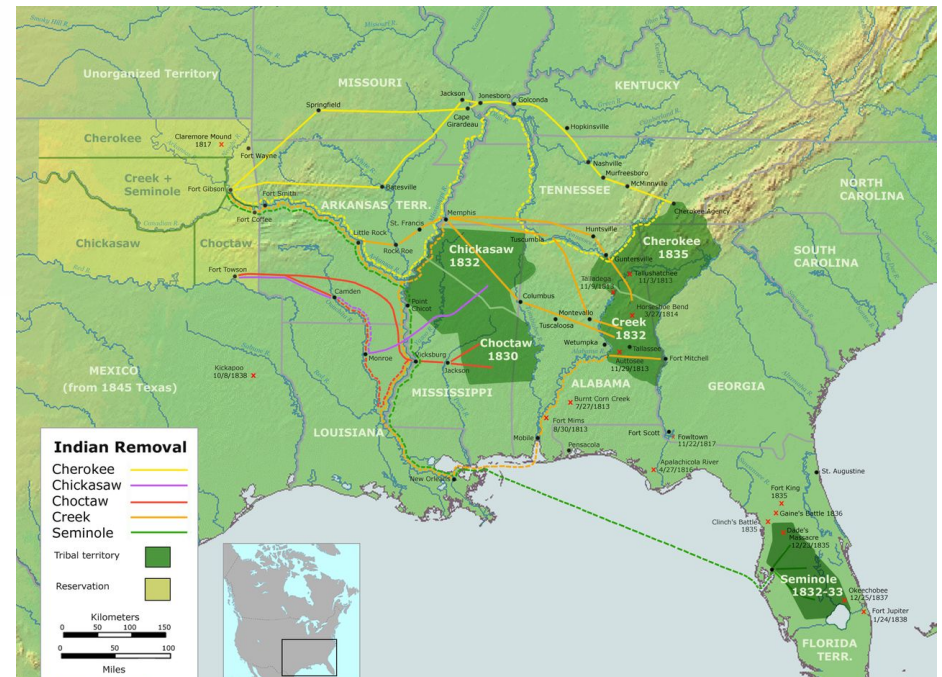 Unorganized Territory
MISSOURI
KENTUCKY
Springfield
Jackson
Jonesboro
Golconda
Cape
Girardeau
Hopkinsville
Cherokee
Claremore Mound
1817
Fort Wayne
Nashville
Murfreesboro
McMinnville
Creek +
Seminole
Fort Gibson
Fort Smith
Batesville
TENNESSEE
NORTH
CAROLINA
Fort Coffee
ARKANSAS TERR.
St. Francis
Memphis
Cherokee Agency
Chickasaw
Choctaw
Little Rock
Rock Roe
Chickasaw
1832
Tuscumbia
Huntsville
Cherokee
1835
SOUTH
CAROLINA
Guntersville
Fort Towson
Talladega
11/9/1813
Tallushatchee
11/3/1813
Camden
Point
Chicot
Columbus
Horseshoe Bend
3/27/1814
Montevallo
Tuscaloosa
Creek
1832
Choctaw
1830
Wetumpka
Tallassee
Monroe
Vicksburg
Jackson
Alabama R.
Autossee
11/29/1813
Fort Mitchell
MEXICO
(from 1845 Texas)
Kickapoo
10/8/1838
MISSISSIPPI
ALABAMA
GEORGIA
Burnt Corn Creek
7/27/1813
LOUISIANA
Fort Mims
8/30/1813
Mobile
Pensacola
Fort Scott
Fowltown
11/22/1817
New Orleans
Apalachicola River
4/27/1816
St. Augustine
Fort King
1835
Gaine's Battle 1836
Clinch's Battle
1835
Dade's
Massacre
12/23/1835
Seminole
1832-33
Okeechobee
12/25/1837
Fort Jupiter
1/24/1838
FLORIDA
TERR.
Indian Removal
Cherokee
Chickasaw
Choctaw
Creek
Seminole
Tribal territory
Reservation
Kilometers
0 50 100 150
0 50 100
Miles